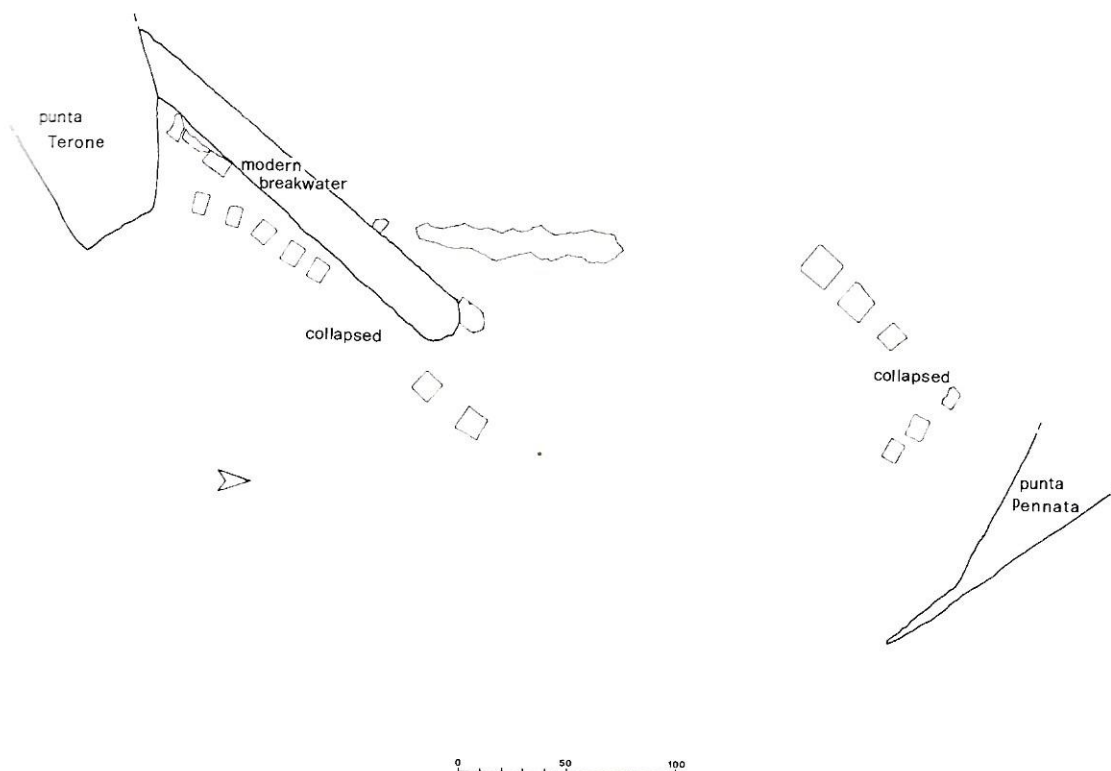 punta
Terone
modern
breakwater
collapsed
collapsed
punta
Pennata
0 50 100